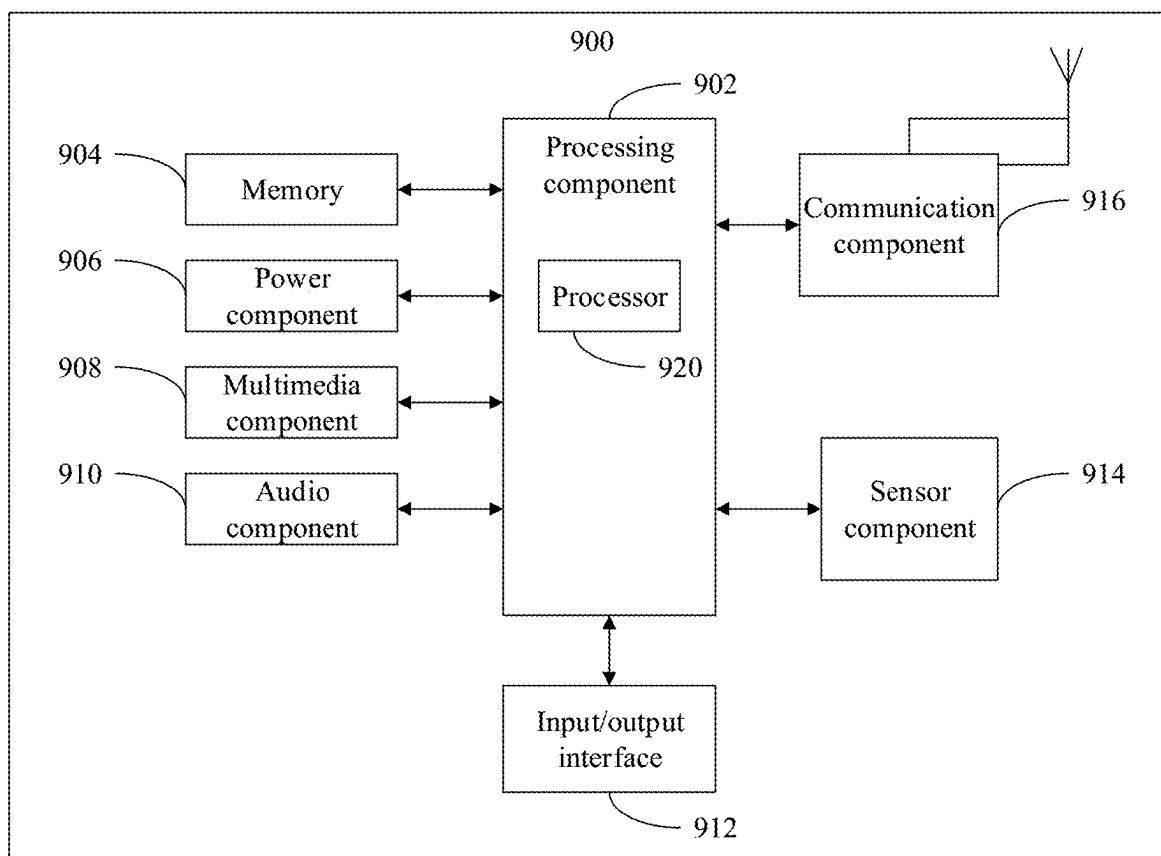 900
902
Processing
component
904
Memory
Communication
component
916
906
Power
component
Processor
920
908
Multimedia
component
910
Audio
component
Sensor
component
914
Input/output
interface
912